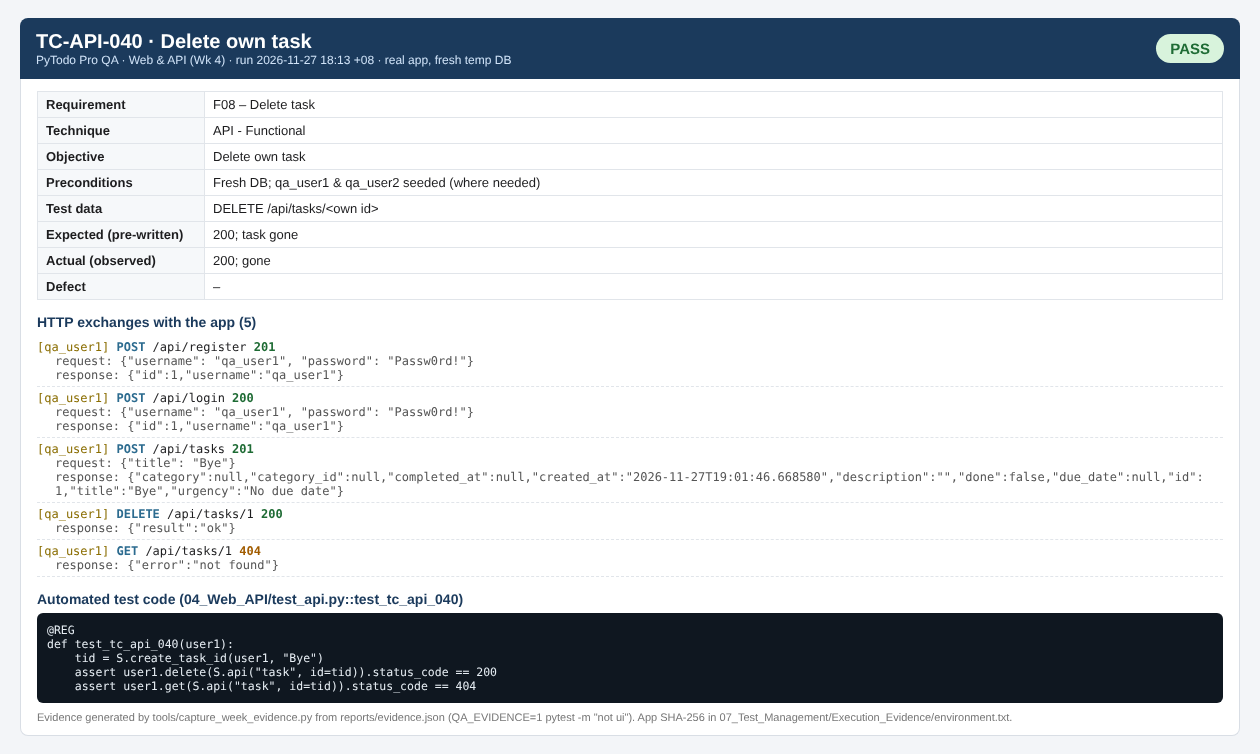 TC-API-040 · Delete own task
PyTodo Pro QA · Web & API (Wk 4) · run 2026-11-27 18:13 +08 · real app, fresh temp DB
PASS
Requirement F08 – Delete task
Technique API - Functional
Objective Delete own task
Preconditions Fresh DB; qa_user1 & qa_user2 seeded (where needed)
Test data DELETE /api/tasks/<own id>
Expected (pre-written) 200; task gone
Actual (observed) 200; gone
Defect –
HTTP exchanges with the app (5)
[qa_user1] POST /api/register 201
request: {"username": "qa_user1", "password": "Passw0rd!"}
response: {"id":1,"username":"qa_user1"}
[qa_user1] POST /api/login 200
request: {"username": "qa_user1", "password": "Passw0rd!"}
response: {"id":1,"username":"qa_user1"}
[qa_user1] POST /api/tasks 201
request: {"title": "Bye"}
response: {"category":null,"category_id":null,"completed_at":null,"created_at":"2026-11-27T19:01:46.668580","description":"","done":false,"due_date":null,"id":
1,"title":"Bye","urgency":"No due date"}
[qa_user1] DELETE /api/tasks/1 200
response: {"result":"ok"}
[qa_user1] GET /api/tasks/1 404
response: {"error":"not found"}
Automated test code (04_Web_API/test_api.py::test_tc_api_040)
@REG
def test_tc_api_040(user1):
    tid = S.create_task_id(user1, "Bye")
    assert user1.delete(S.api("task", id=tid)).status_code == 200
    assert user1.get(S.api("task", id=tid)).status_code == 404
Evidence generated by tools/capture_week_evidence.py from reports/evidence.json (QA_EVIDENCE=1 pytest -m "not ui"). App SHA-256 in 07_Test_Management/Execution_Evidence/environment.txt.